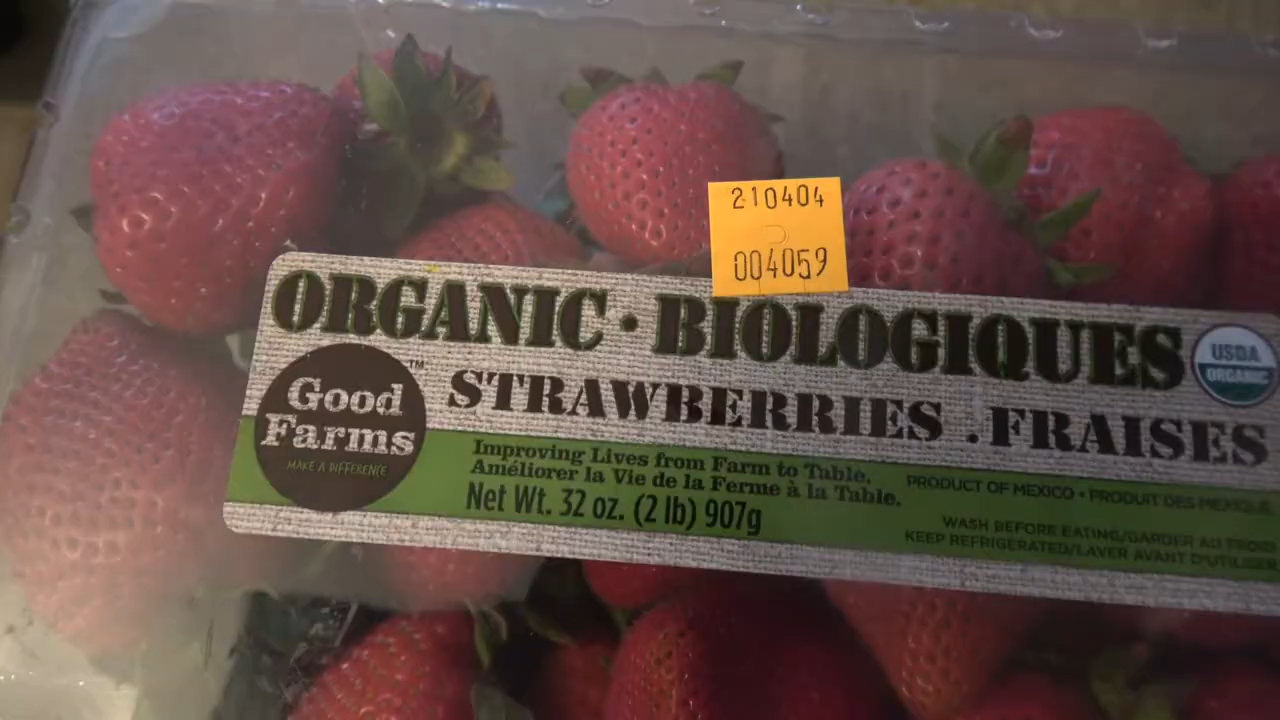 210404
004059
ORGANIC · BIOLOGIQUES
USDA
ORGANIC
STRAWBERRIES . FRAISES
Good
Farms™
MAKE A DIFFERENCE
Improving Lives from Farm to Table.
Améliorer la Vie de la Ferme à la Table.
Net Wt. 32 oz. (2 lb) 907g
PRODUCT OF MEXICO • PRODUIT DES MEXIQUE
WASH BEFORE EATING/GARDER AU FROID
KEEP REFRIGERATED/LAVER AVANT D'UTILISER